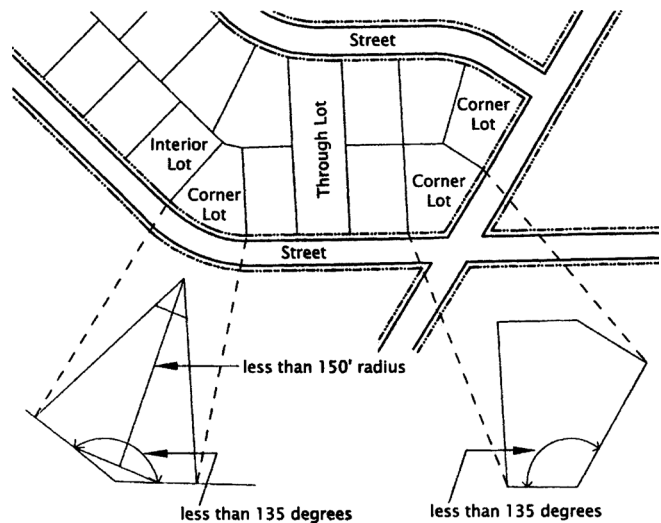 Street
Corner
Lot
Interior
Lot
Through Lot
Corner
Lot
Corner
Lot
Street
less than 150' radius
less than 135 degrees
less than 135 degrees